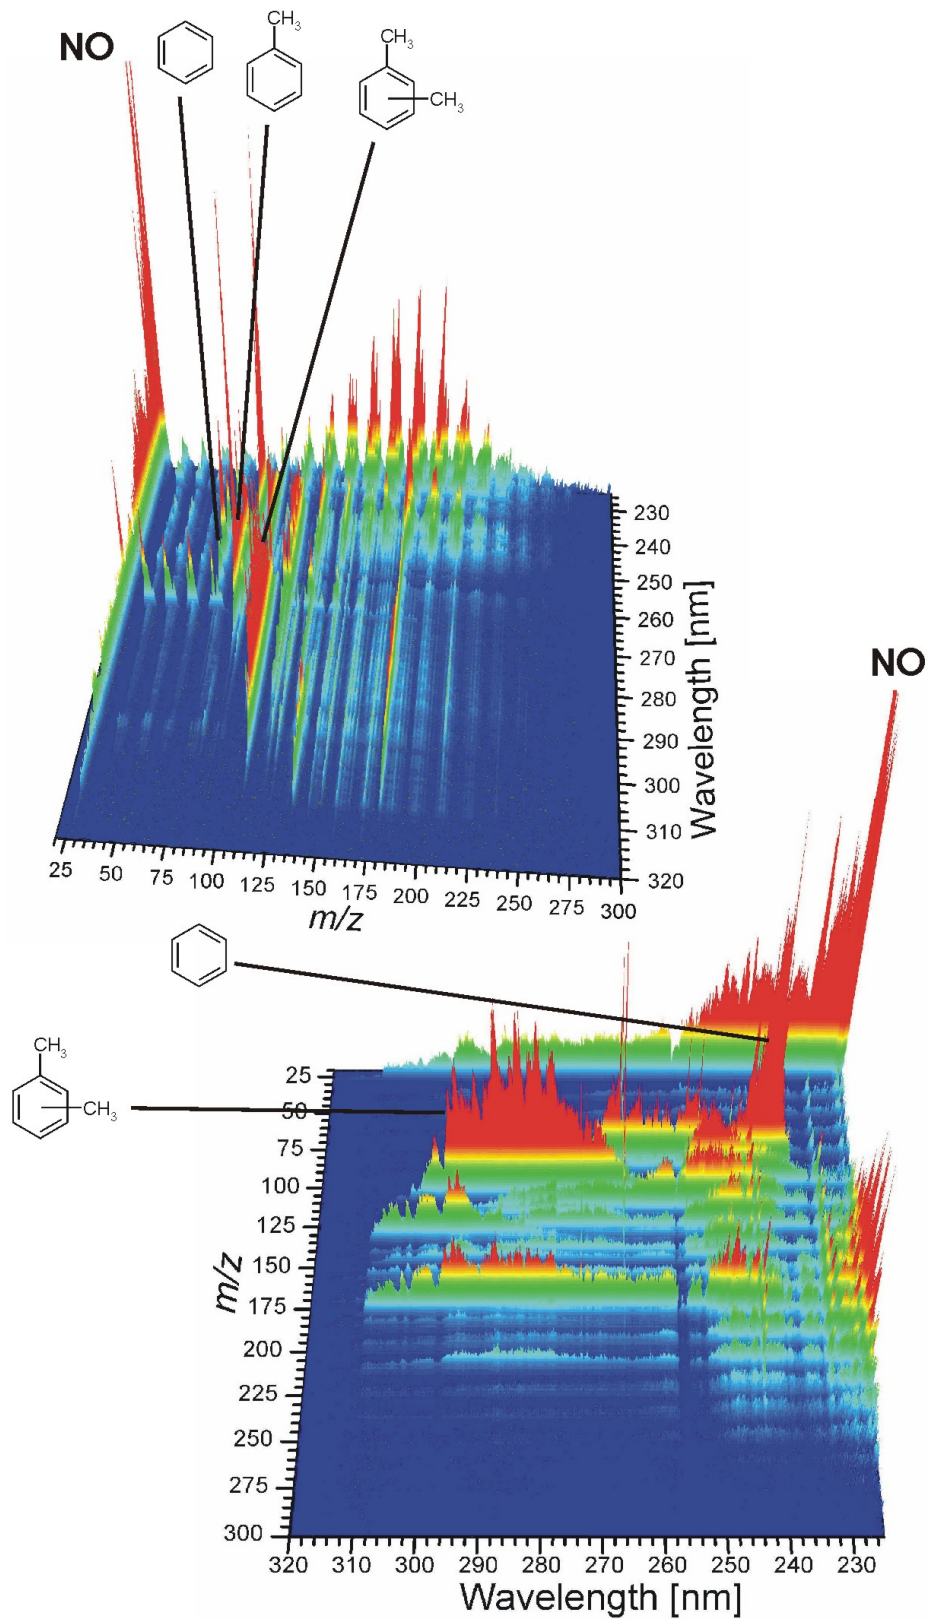 NO
CH₃
CH₃
CH₃
230
240
250
260
270
280
290
300
310
320
Wavelength [nm]
25 50 75 100 125 150 175 200 225 250 275 300
m/z
NO
CH₃
CH₃
25
50
75
100
125
150
175
200
225
250
275
300
m/z
320 310 300 290 280 270 260 250 240 230
Wavelength [nm]